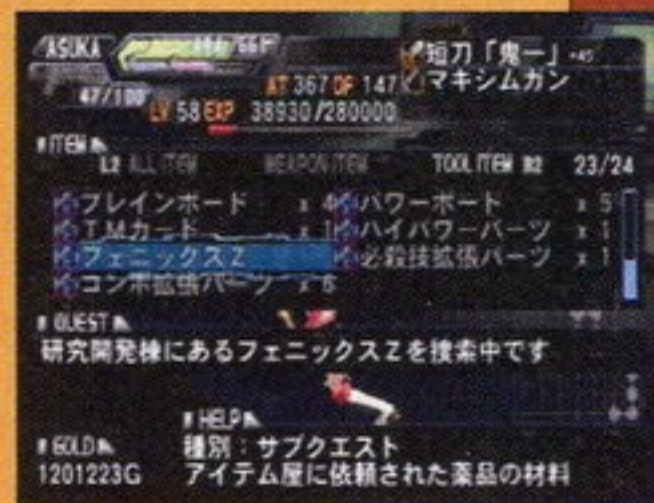 ASUKA
短刀「鬼一」+45
マキシムガン
47/100
AT 367 DF 147
LV 58 EXP 38930/280000
ITEM
L2 ALL ITEM WEAPON ITEM TOOL ITEM R2 23/24
ブレインボード x 4 パワーボード x 5
TMカード x 1 ハイパワーパーツ x 1
フェニックスZ 必殺技拡張パーツ x 1
コンボ拡張パーツ x 6
QUEST
研究開発棟にあるフェニックスZを捜索中です
HELP
GOLD 種別:サブクエスト
1201223G アイテム屋に依頼された薬品の材料